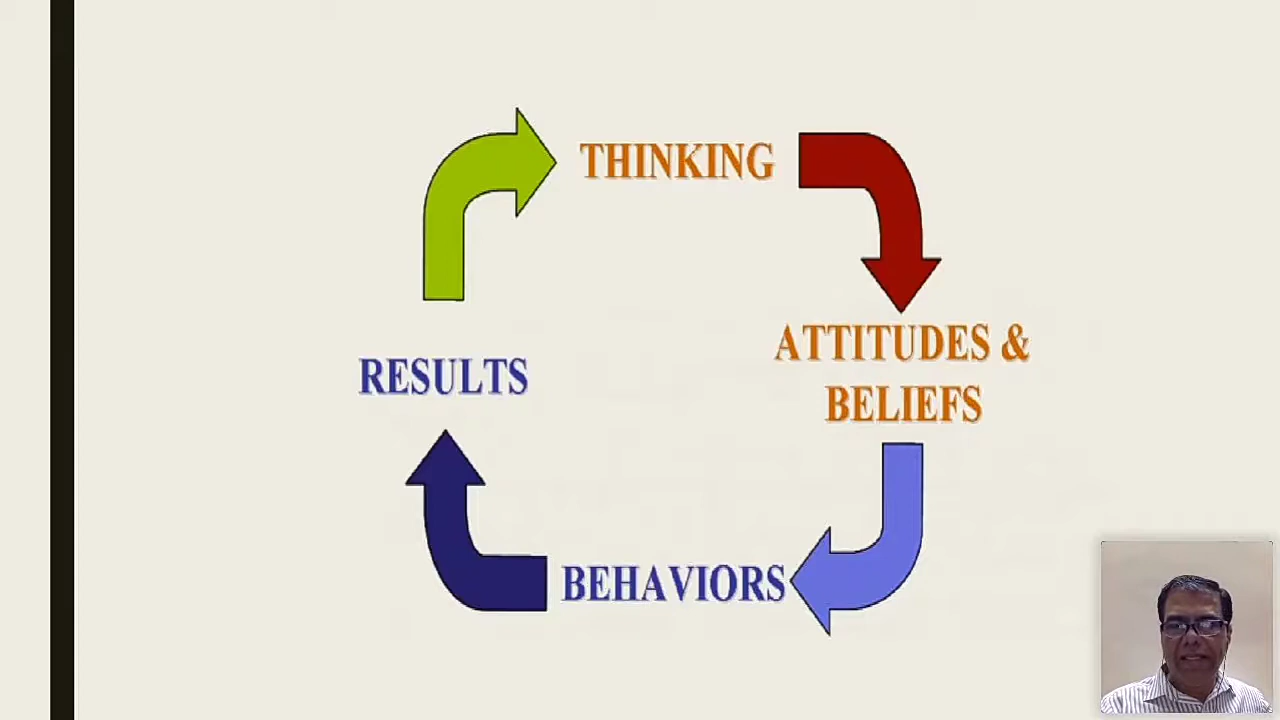 THINKING
ATTITUDES &
BELIEFS
RESULTS
BEHAVIORS